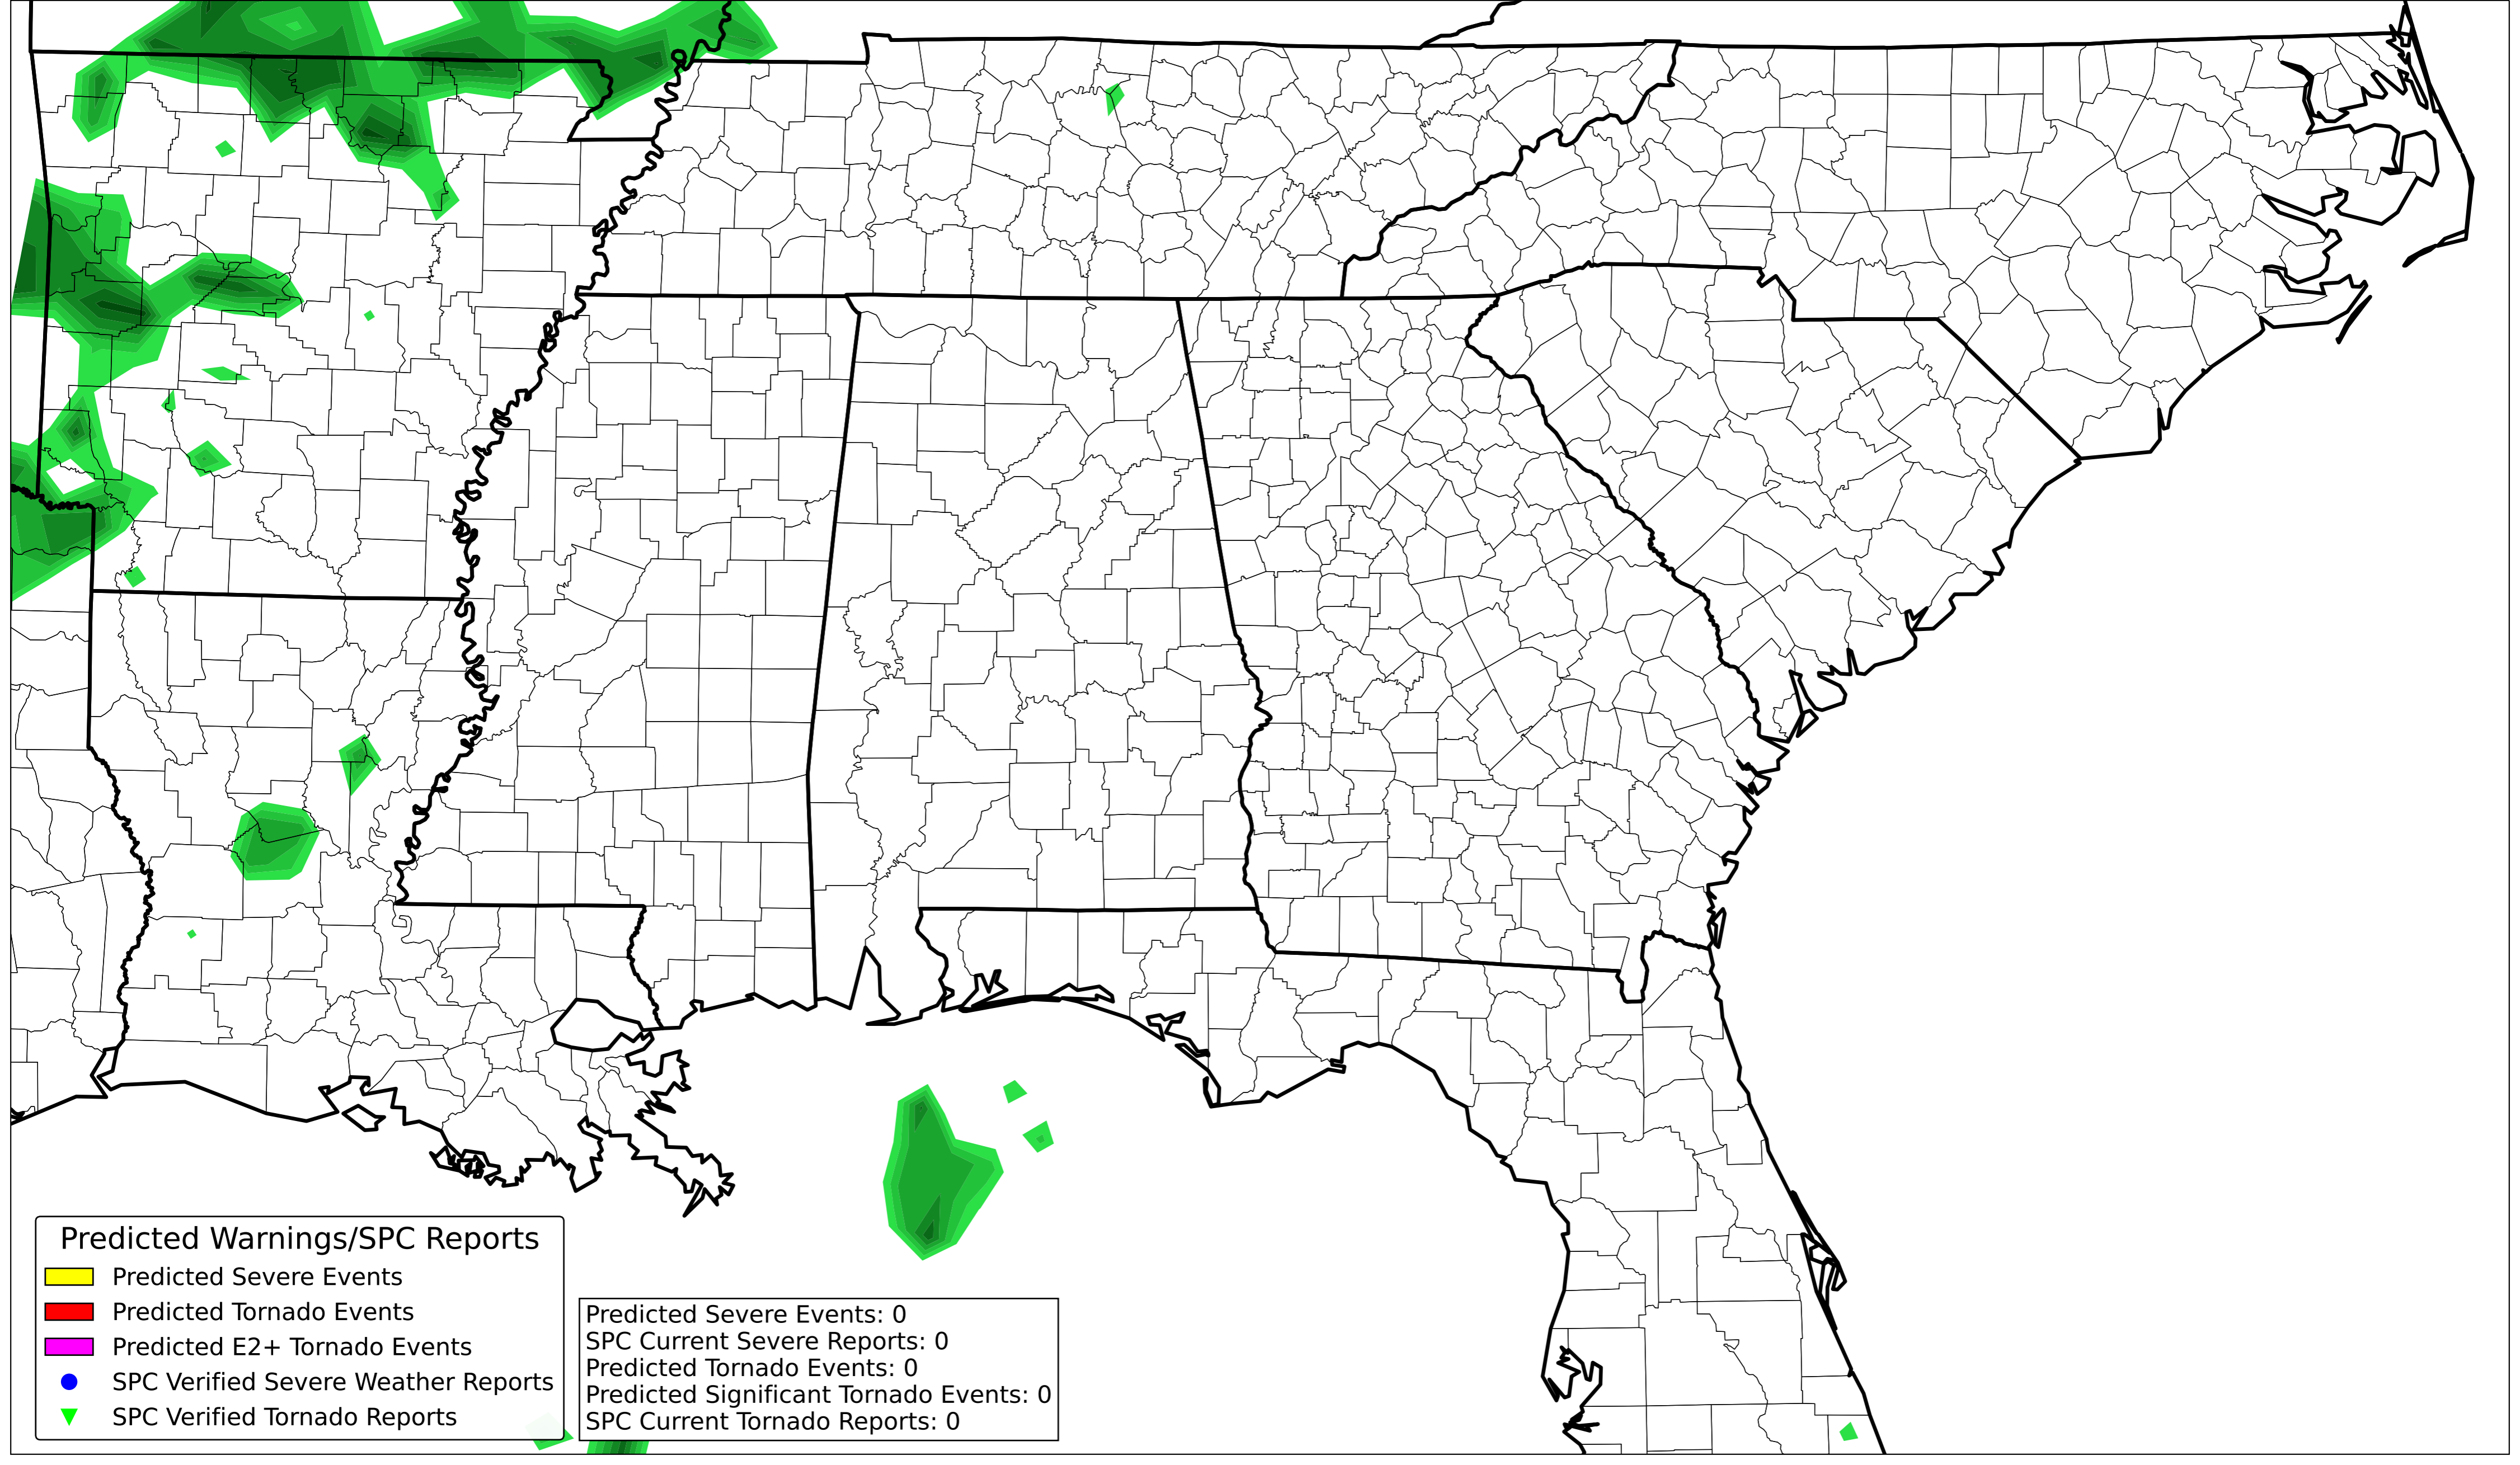 Predicted Warnings/SPC Reports
Predicted Severe Events
Predicted Tornado Events
Predicted E2+ Tornado Events
SPC Verified Severe Weather Reports
SPC Verified Tornado Reports
Predicted Severe Events: 0
SPC Current Severe Reports: 0
Predicted Tornado Events: 0
Predicted Significant Tornado Events: 0
SPC Current Tornado Reports: 0